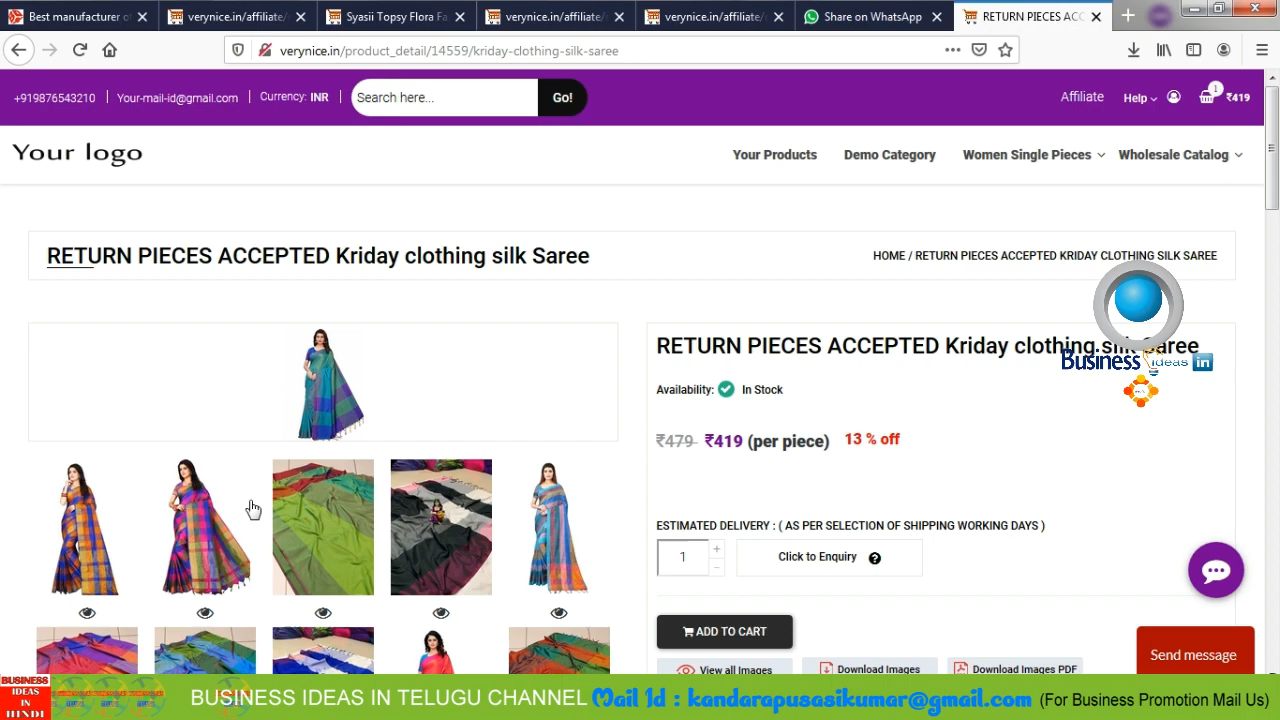 Best manufacturer of
verynice.in/affiliate/
Syasii Topsy Flora Fa
verynice.in/affiliate/
verynice.in/affiliate/
Share on WhatsApp
RETURN PIECES ACC
verynice.in/product_detail/14559/kriday-clothing-silk-saree
+919876543210
Your-mail-id@gmail.com
Currency: INR
Search here...
Go!
Affiliate
Help
1
₹419
Your logo
Your Products
Demo Category
Women Single Pieces
Wholesale Catalog
RETURN PIECES ACCEPTED Kriday clothing silk Saree
HOME / RETURN PIECES ACCEPTED KRIDAY CLOTHING SILK SAREE
RETURN PIECES ACCEPTED Kriday clothing silk Saree
Business ideas in
Availability: In Stock
₹479 ₹419 (per piece) 13 % off
ESTIMATED DELIVERY : ( AS PER SELECTION OF SHIPPING WORKING DAYS )
1
Click to Enquiry
ADD TO CART
View all Images
Download Images
Download Images PDF
Send message
BUSINESS
IDEAS
IN
HINDI
BUSINESS IDEAS IN TELUGU CHANNEL Mail Id : kandarapusasikumar@gmail.com (For Business Promotion Mail Us)